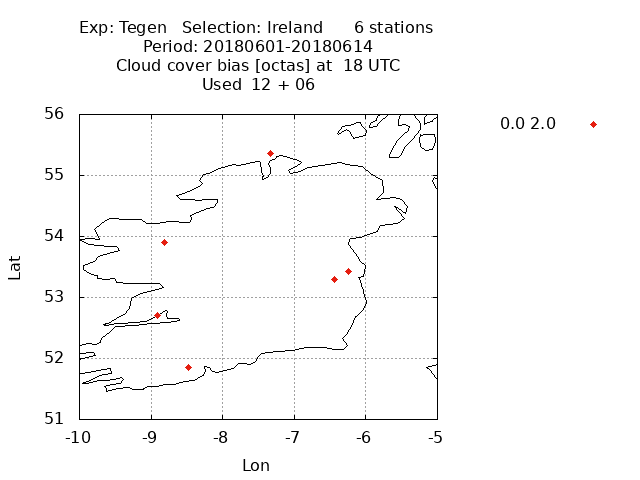 Exp: Tegen   Selection: Ireland      6 stations
Period: 20180601-20180614
Cloud cover bias [octas] at  18 UTC
Used  12 + 06
0.0 2.0
56
55
54
53
52
51
Lat
-10 -9 -8 -7 -6 -5
Lon